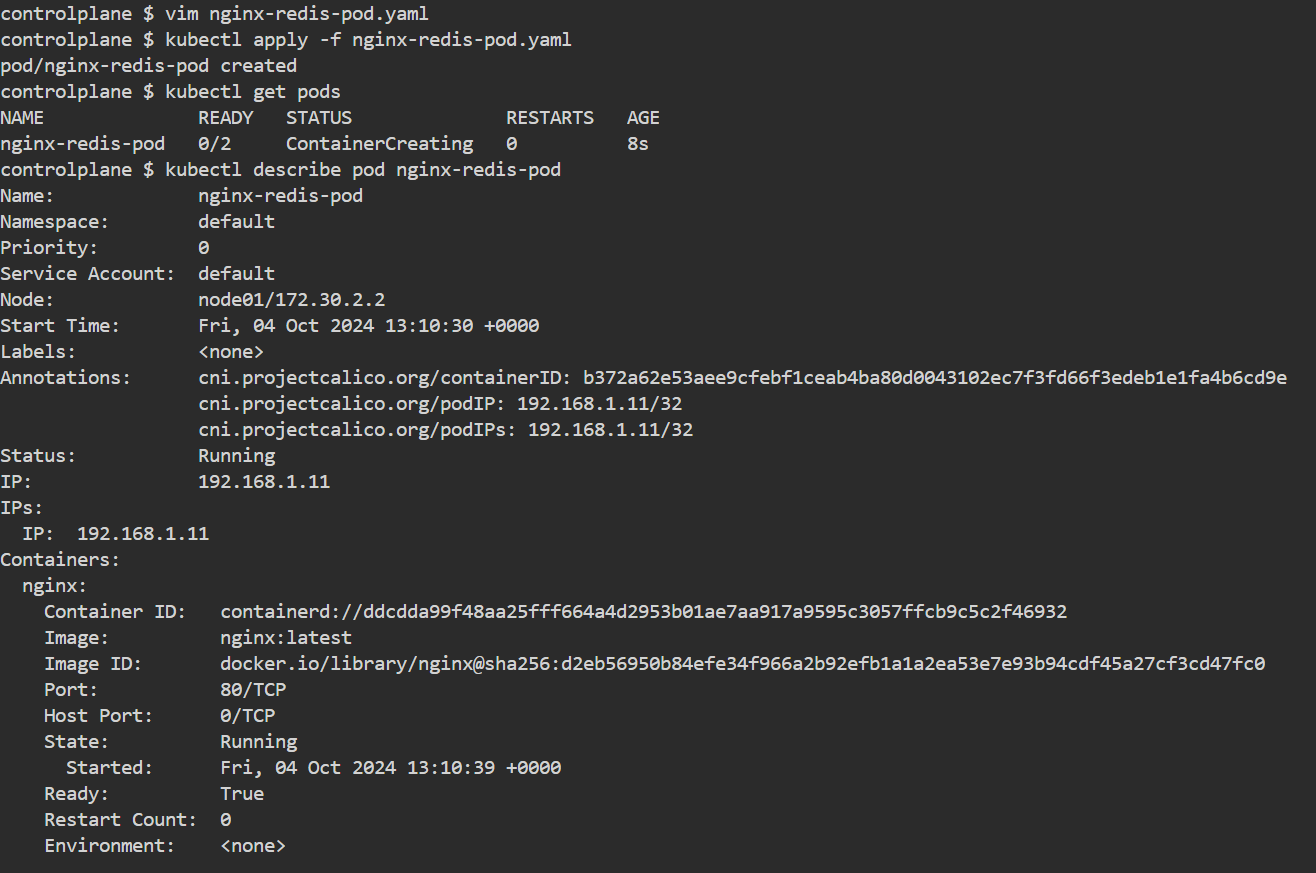 controlplane $ vim nginx-redis-pod.yaml
controlplane $ kubectl apply -f nginx-redis-pod.yaml
pod/nginx-redis-pod created
controlplane $ kubectl get pods
NAME              READY   STATUS              RESTARTS   AGE
nginx-redis-pod   0/2     ContainerCreating   0          8s
controlplane $ kubectl describe pod nginx-redis-pod
Name:             nginx-redis-pod
Namespace:        default
Priority:         0
Service Account:  default
Node:             node01/172.30.2.2
Start Time:       Fri, 04 Oct 2024 13:10:30 +0000
Labels:           <none>
Annotations:      cni.projectcalico.org/containerID: b372a62e53aee9cfebf1ceab4ba80d0043102ec7f3fd66f3edeb1e1fa4b6cd9e
                  cni.projectcalico.org/podIP: 192.168.1.11/32
                  cni.projectcalico.org/podIPs: 192.168.1.11/32
Status:           Running
IP:               192.168.1.11
IPs:
  IP:  192.168.1.11
Containers:
  nginx:
    Container ID:   containerd://ddcdda99f48aa25fff664a4d2953b01ae7aa917a9595c3057ffcb9c5c2f46932
    Image:          nginx:latest
    Image ID:       docker.io/library/nginx@sha256:d2eb56950b84efe34f966a2b92efb1a1a2ea53e7e93b94cdf45a27cf3cd47fc0
    Port:           80/TCP
    Host Port:      0/TCP
    State:          Running
      Started:      Fri, 04 Oct 2024 13:10:39 +0000
    Ready:          True
    Restart Count:  0
    Environment:    <none>